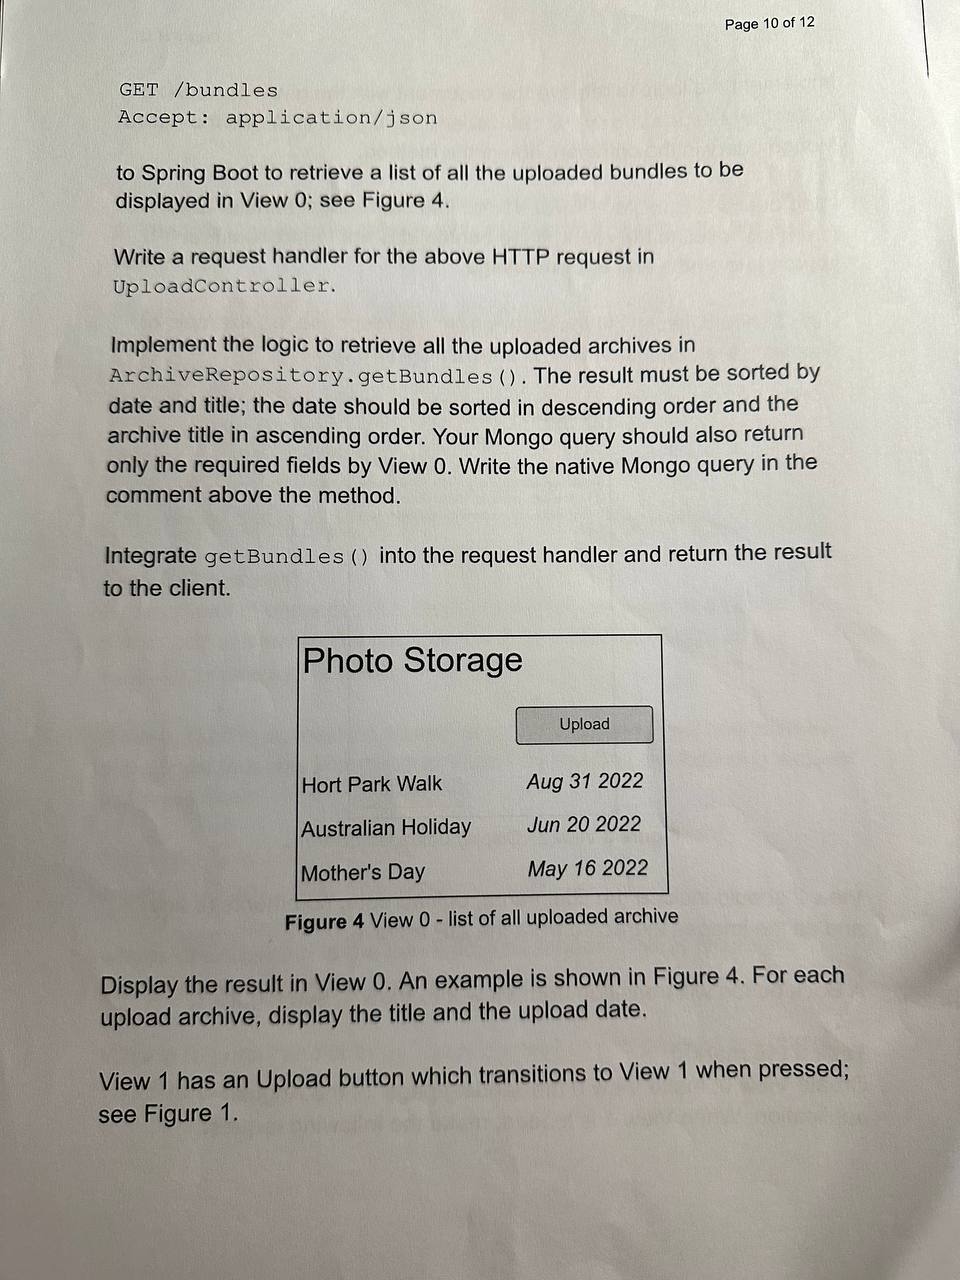 Page 10 of 12
GET /bundles
Accept: application/json
to Spring Boot to retrieve a list of all the uploaded bundles to be
displayed in View 0; see Figure 4.
Write a request handler for the above HTTP request in
UploadController.
Implement the logic to retrieve all the uploaded archives in
ArchiveRepository.getBundles(). The result must be sorted by
date and title; the date should be sorted in descending order and the
archive title in ascending order. Your Mongo query should also return
only the required fields by View 0. Write the native Mongo query in the
comment above the method.
Integrate getBundles() into the request handler and return the result
to the client.
Photo Storage
Upload
Hort Park Walk Aug 31 2022
Australian Holiday Jun 20 2022
Mother's Day May 16 2022
Figure 4 View 0 - list of all uploaded archive
Display the result in View 0. An example is shown in Figure 4. For each
upload archive, display the title and the upload date.
View 1 has an Upload button which transitions to View 1 when pressed;
see Figure 1.